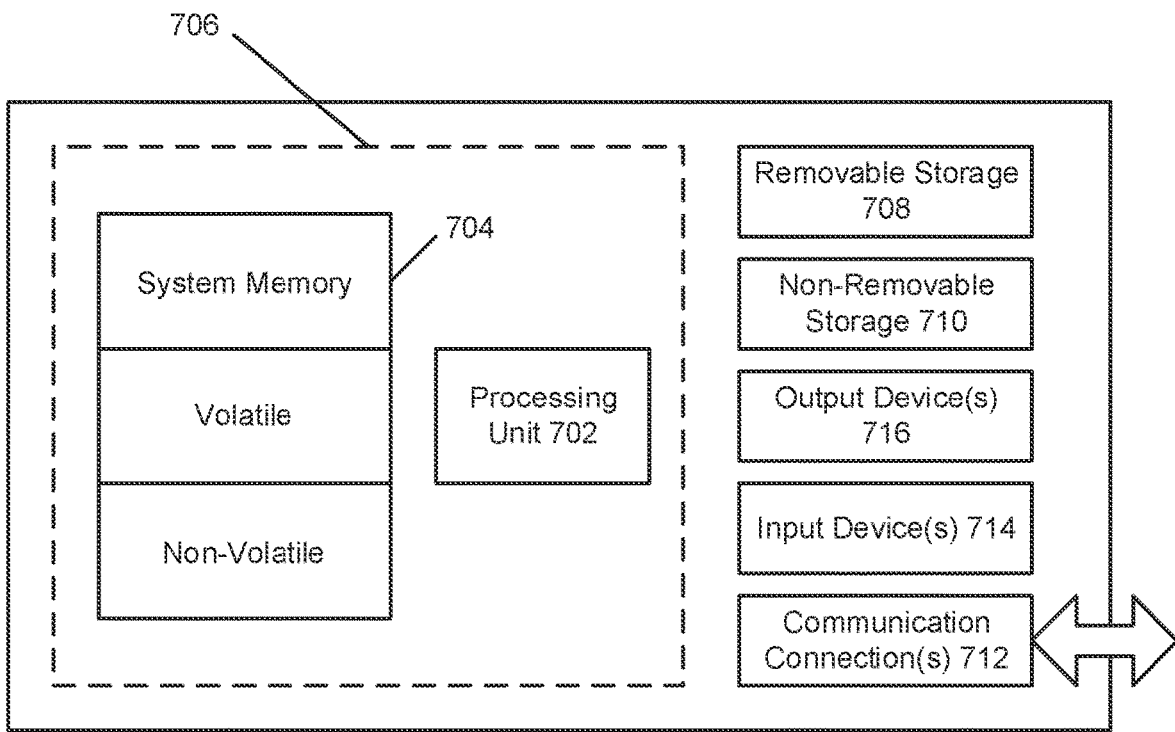 706
704
System Memory
Volatile
Non-Volatile
Processing
Unit 702
Removable Storage
708
Non-Removable
Storage 710
Output Device(s)
716
Input Device(s) 714
Communication
Connection(s) 712